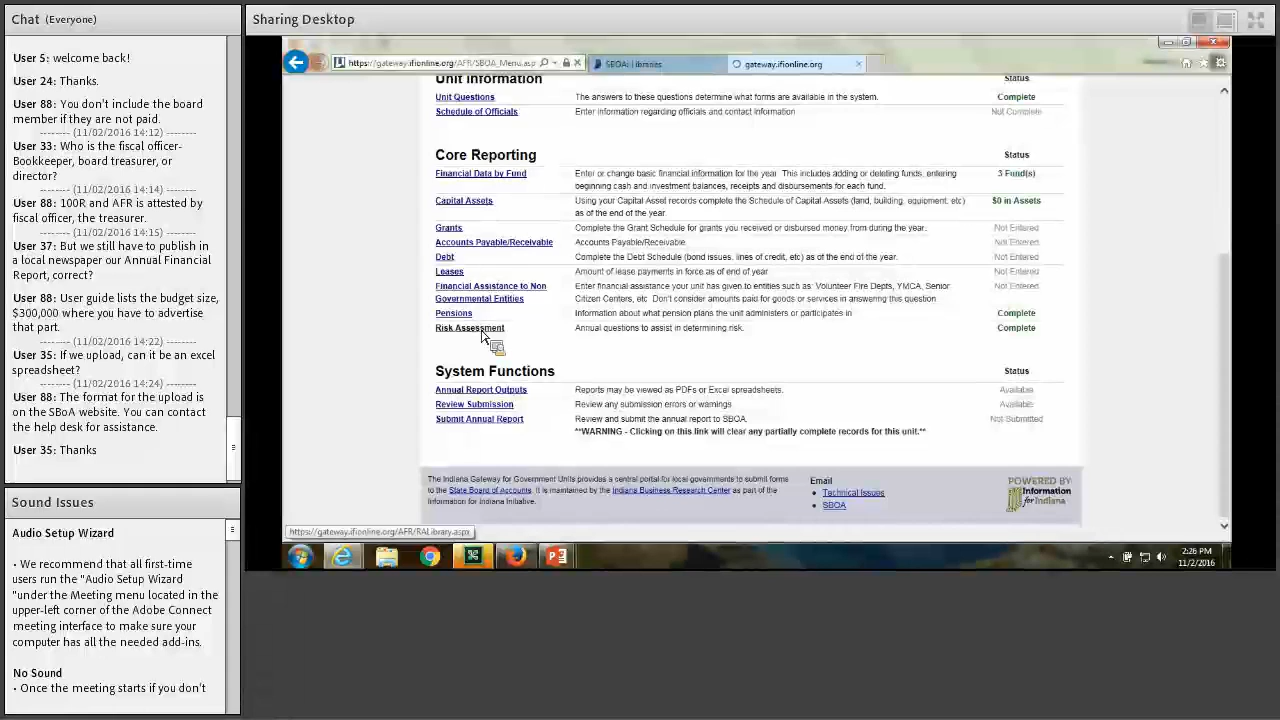 Chat (Everyone)
User 5: welcome back!
User 24: Thanks.
User 88: You don't include the board
member if they are not paid.
-------- (11/02/2016 14:12) --------
User 33: Who is the fiscal officer-
Bookkeeper, board treasurer, or
director?
-------- (11/02/2016 14:14) --------
User 88: 100R and AFR is attested by
fiscal officer, the treasurer.
-------- (11/02/2016 14:15) --------
User 37: But we still have to publish in
a local newspaper our Annual Financial
Report, correct?
User 88: User guide lists the budget size,
$300,000 where you have to advertise
that part.
-------- (11/02/2016 14:22) --------
User 35: If we upload, can it be an excel
spreadsheet?
-------- (11/02/2016 14:24) --------
User 88: The format for the upload is
on the SBoA website. You can contact
the help desk for assistance.
User 35: Thanks
Sound Issues
Audio Setup Wizard
• We recommend that all first-time
users run the "Audio Setup Wizard
"under the Meeting menu located in the
upper-left corner of the Adobe Connect
meeting interface to make sure your
computer has all the needed add-ins.
No Sound
• Once the meeting starts if you don't
Sharing Desktop
https://gateway.ifionline.org/AFR/SBOA_Menu.asp
SBOA: Libraries
gateway.ifionline.org
Unit Information
Status
Unit Questions The answers to these questions determine what forms are available in the system. Complete
Schedule of Officials Enter information regarding officials and contact information Not Complete
Core Reporting Status
Financial Data by Fund Enter or change basic financial information for the year. This includes adding or deleting funds, entering 3 Fund(s)
beginning cash and investment balances, receipts and disbursements for each fund.
Capital Assets Using your Capital Asset records complete the Schedule of Capital Assets (land, building, equipment, etc) $0 in Assets
as of the end of the year.
Grants Complete the Grant Schedule for grants you received or disbursed money from during the year. Not Entered
Accounts Payable/Receivable Accounts Payable/Receivable. Not Entered
Debt Complete the Debt Schedule (bond issues, lines of credit, etc) as of the end of the year. Not Entered
Leases Amount of lease payments in force as of end of year Not Entered
Financial Assistance to Non Enter financial assistance your unit has given to entities such as: Volunteer Fire Depts, YMCA, Senior Not Entered
Governmental Entities Citizen Centers, etc Don't consider amounts paid for goods or services in answering this question
Pensions Information about what pension plans the unit administers or participates in Complete
Risk Assessment Annual questions to assist in determining risk. Complete
System Functions Status
Annual Report Outputs Reports may be viewed as PDFs or Excel spreadsheets. Available
Review Submission Review any submission errors or warnings Available
Submit Annual Report Review and submit the annual report to SBOA. Not Submitted
**WARNING - Clicking on this link will clear any partially complete records for this unit.**
The Indiana Gateway for Government Units provides a central portal for local governments to submit forms
to the State Board of Accounts. It is maintained by the Indiana Business Research Center as part of the
Information for Indiana Initiative.
Email
• Technical Issues
• SBOA
POWERED BY
Information
for Indiana
https://gateway.ifionline.org/AFR/RALibrary.aspx
2:26 PM
11/2/2016